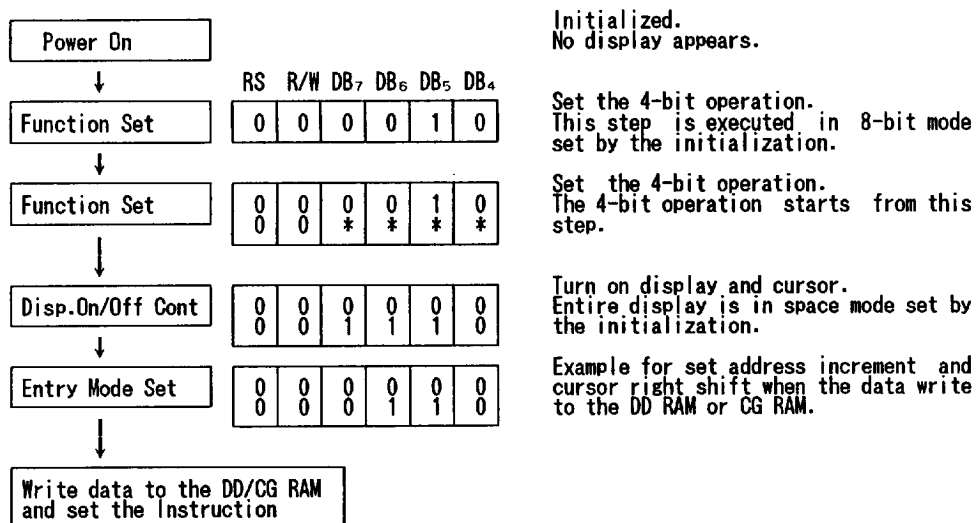 Power On
Initialized.
No display appears.
RS R/W DB₇ DB₆ DB₅ DB₄
Function Set
0 0 0 0 1 0
Set the 4-bit operation.
This step is executed in 8-bit mode
set by the initialization.
Function Set
0 0 0 0 1 0
0 0 * * * *
Set the 4-bit operation.
The 4-bit operation starts from this
step.
Disp.On/Off Cont
0 0 0 0 0 0
0 0 1 1 1 0
Turn on display and cursor.
Entire display is in space mode set by
the initialization.
Entry Mode Set
0 0 0 0 0 0
0 0 0 1 1 0
Example for set address increment and
cursor right shift when the data write
to the DD RAM or CG RAM.
Write data to the DD/CG RAM
and set the Instruction